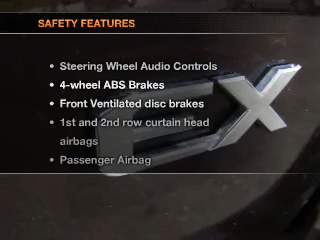 SAFETY FEATURES
• Steering Wheel Audio Controls
• 4-wheel ABS Brakes
• Front Ventilated disc brakes
• 1st and 2nd row curtain head
airbags
• Passenger Airbag
EX